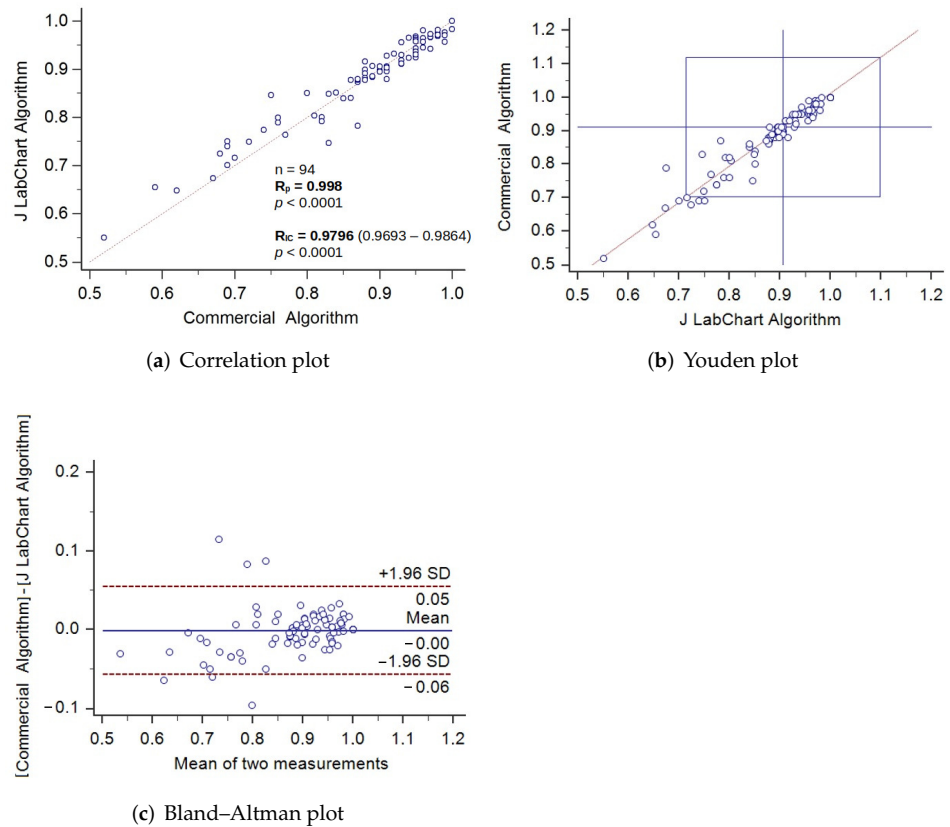 1.0
0.9
0.8
0.7
0.6
0.5
J LabChart Algorithm
n = 94
Rp = 0.998
p < 0.0001
RIC = 0.9796 (0.9693 – 0.9864)
p < 0.0001
0.5 0.6 0.7 0.8 0.9 1.0
Commercial Algorithm
(a) Correlation plot
1.2
1.1
1.0
0.9
0.8
0.7
0.6
0.5
Commercial Algorithm
0.5 0.6 0.7 0.8 0.9 1.0 1.1 1.2
J LabChart Algorithm
(b) Youden plot
0.2
0.1
0.0
−0.1
[Commercial Algorithm] - [J LabChart Algorithm]
+1.96 SD
0.05
Mean
−0.00
−1.96 SD
−0.06
0.5 0.6 0.7 0.8 0.9 1.0 1.1 1.2
Mean of two measurements
(c) Bland–Altman plot